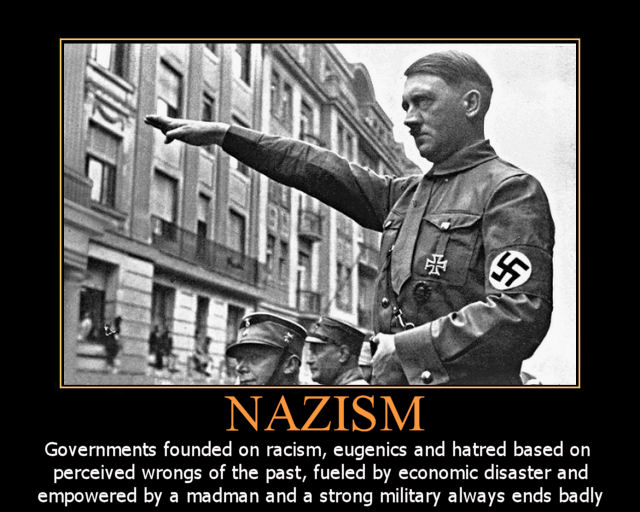 NAZISM
Governments founded on racism, eugenics and hatred based on
perceived wrongs of the past, fueled by economic disaster and
empowered by a madman and a strong military always ends badly